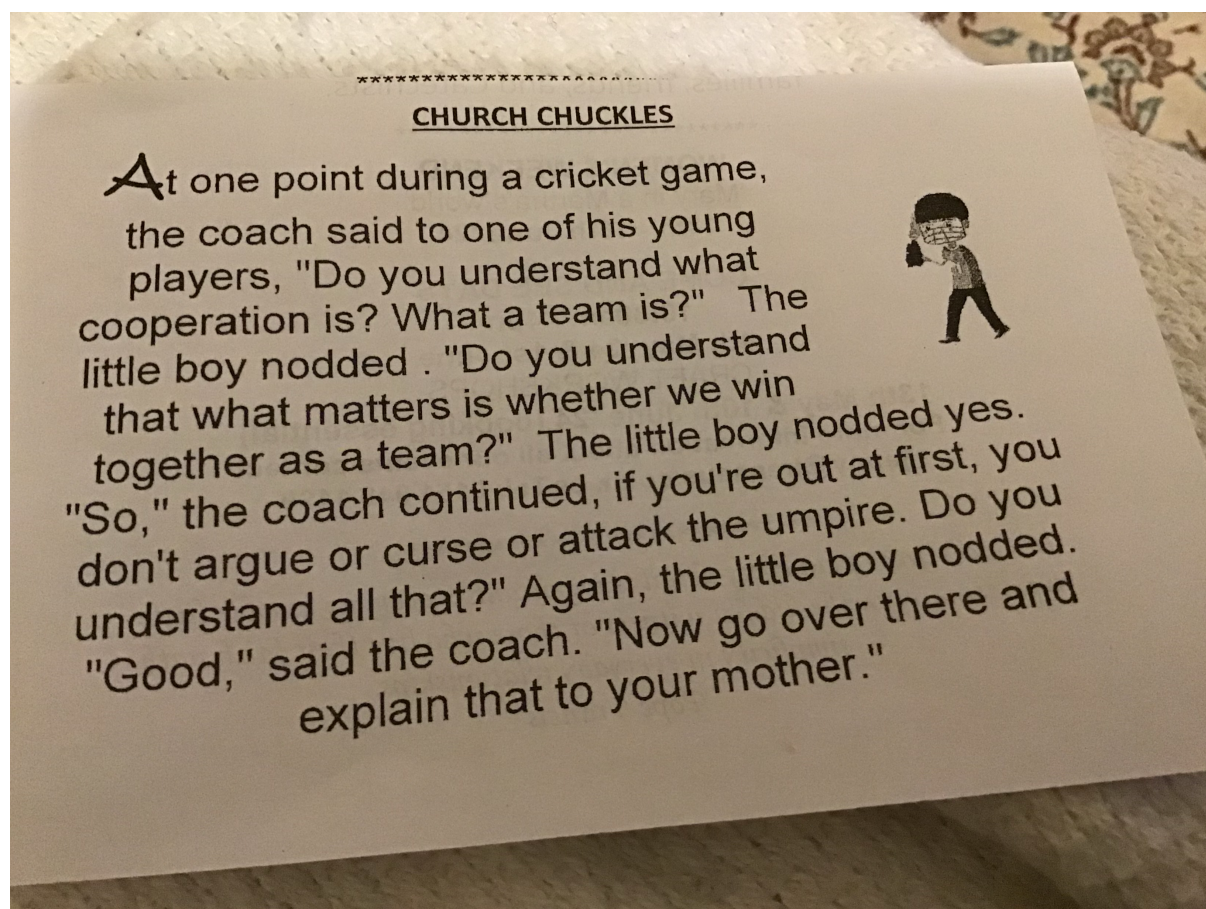 **********************
CHURCH CHUCKLES
At one point during a cricket game,
the coach said to one of his young
players, "Do you understand what
cooperation is? What a team is?" The
little boy nodded . "Do you understand
that what matters is whether we win
together as a team?" The little boy nodded yes.
"So," the coach continued, if you're out at first, you
don't argue or curse or attack the umpire. Do you
understand all that?" Again, the little boy nodded.
"Good," said the coach. "Now go over there and
explain that to your mother."